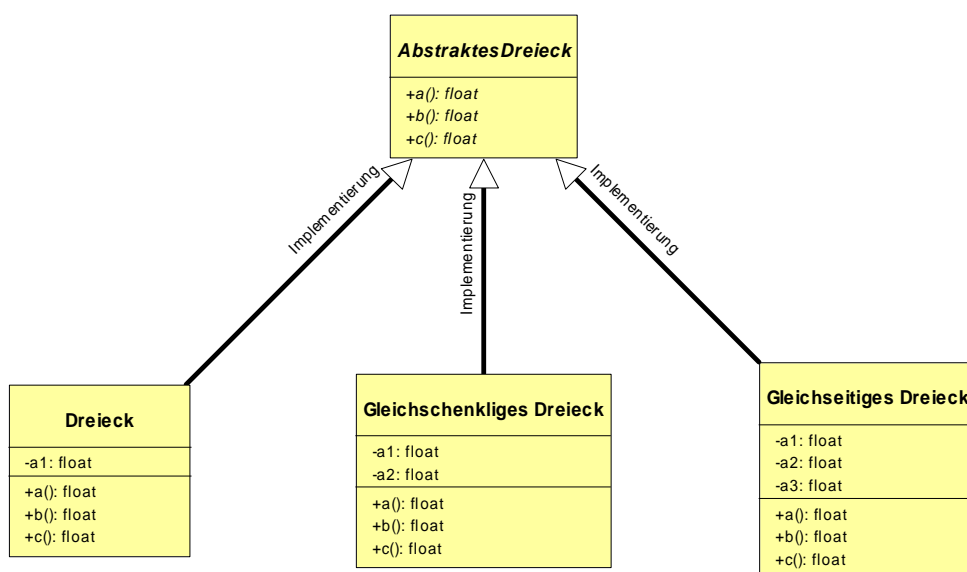 AbstraktesDreieck
+a(): float
+b(): float
+c(): float
Implementierung
Implementierung
Implementierung
Dreieck
-a1: float
+a(): float
+b(): float
+c(): float
Gleichschenkliges Dreieck
-a1: float
-a2: float
+a(): float
+b(): float
+c(): float
Gleichseitiges Dreieck
-a1: float
-a2: float
-a3: float
+a(): float
+b(): float
+c(): float